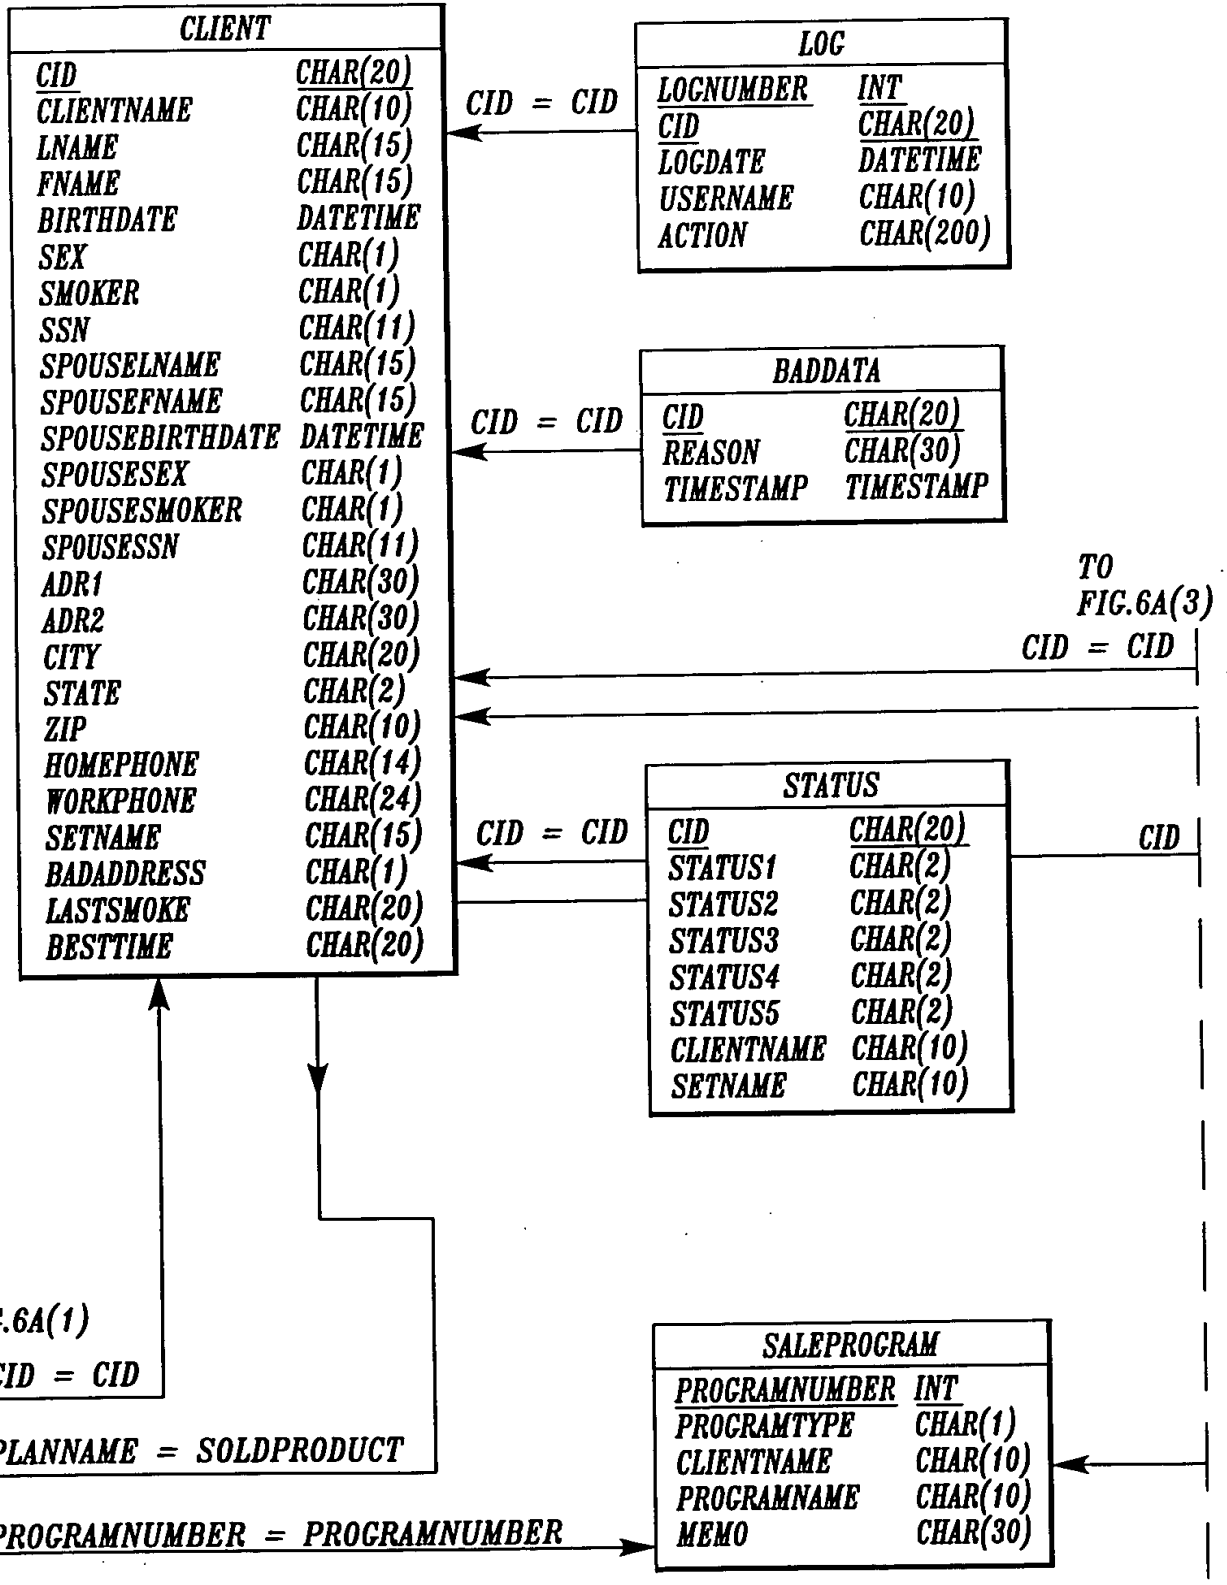 CLIENT
CID CHAR(20)
CLIENTNAME CHAR(10)
LNAME CHAR(15)
FNAME CHAR(15)
BIRTHDATE DATETIME
SEX CHAR(1)
SMOKER CHAR(1)
SSN CHAR(11)
SPOUSELNAME CHAR(15)
SPOUSEFNAME CHAR(15)
SPOUSEBIRTHDATE DATETIME
SPOUSESEX CHAR(1)
SPOUSESMOKER CHAR(1)
SPOUSESSN CHAR(11)
ADR1 CHAR(30)
ADR2 CHAR(30)
CITY CHAR(20)
STATE CHAR(2)
ZIP CHAR(10)
HOMEPHONE CHAR(14)
WORKPHONE CHAR(24)
SETNAME CHAR(15)
BADADDRESS CHAR(1)
LASTSMOKE CHAR(20)
BESTTIME CHAR(20)
CID = CID
LOG
LOGNUMBER INT
CID CHAR(20)
LOGDATE DATETIME
USERNAME CHAR(10)
ACTION CHAR(200)
CID = CID
BADDATA
CID CHAR(20)
REASON CHAR(30)
TIMESTAMP TIMESTAMP
TO
FIG.6A(3)
CID = CID
CID = CID
STATUS
CID CHAR(20)
STATUS1 CHAR(2)
STATUS2 CHAR(2)
STATUS3 CHAR(2)
STATUS4 CHAR(2)
STATUS5 CHAR(2)
CLIENTNAME CHAR(10)
SETNAME CHAR(10)
CID
.6A(1)
CID = CID
PLANNAME = SOLDPRODUCT
PROGRAMNUMBER = PROGRAMNUMBER
SALEPROGRAM
PROGRAMNUMBER INT
PROGRAMTYPE CHAR(1)
CLIENTNAME CHAR(10)
PROGRAMNAME CHAR(10)
MEMO CHAR(30)